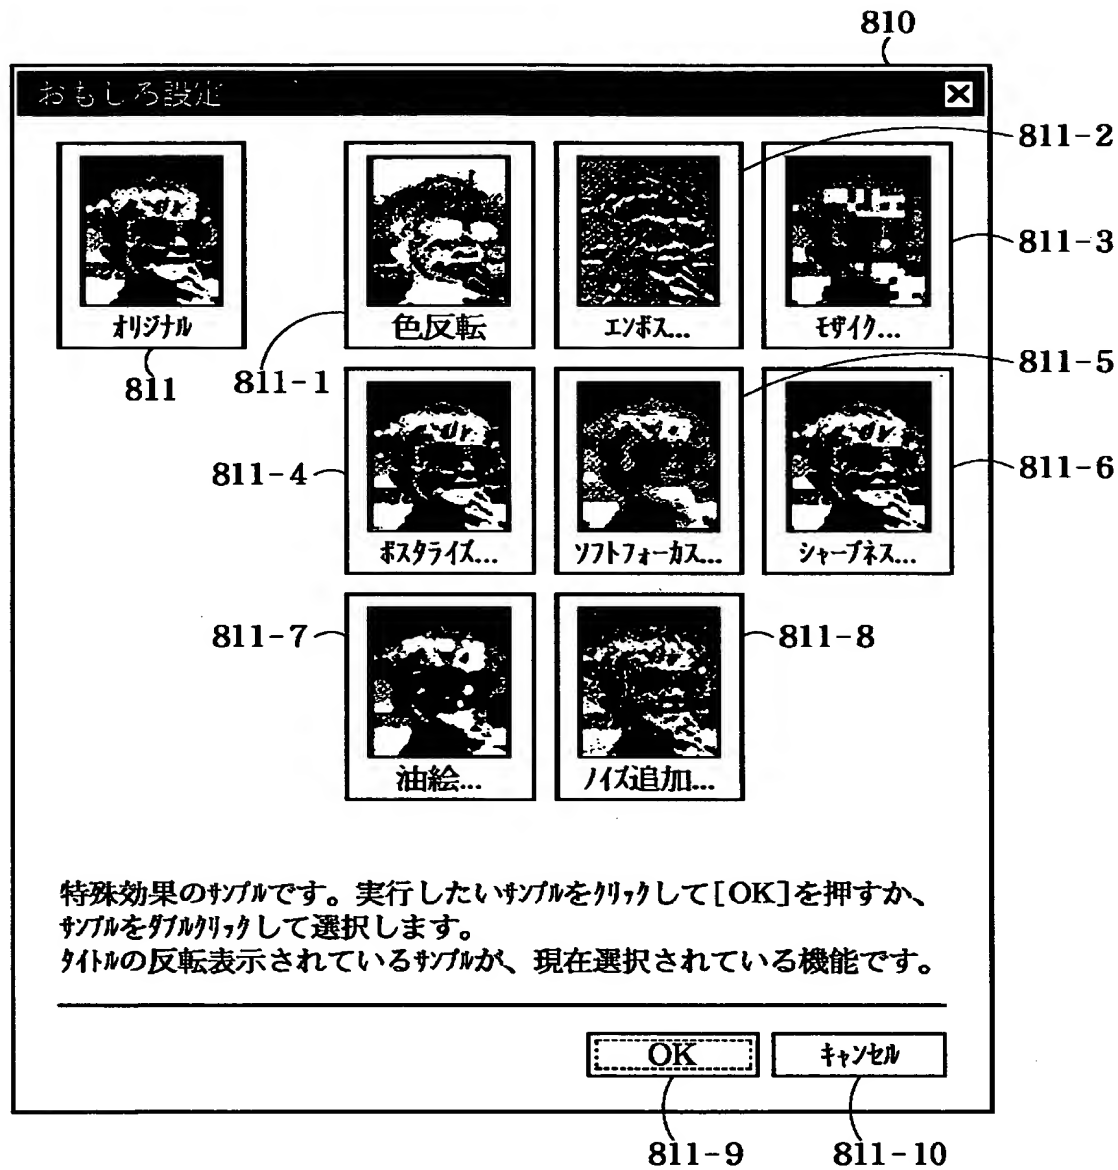 810
おもしろ設定
811-2
811-3
オリジナル
色反転
エンボス...
モザイク...
811
811-1
811-5
811-4
811-6
ポスタライズ...
ソフトフォーカス...
シャープネス...
811-7
811-8
油絵...
ノイズ追加...
特殊効果のサンプルです。実行したいサンプルをクリックして[OK]を押すか、
サンプルをダブルクリックして選択します。
タイトルの反転表示されているサンプルが、現在選択されている機能です。
OK
キャンセル
811-9
811-10